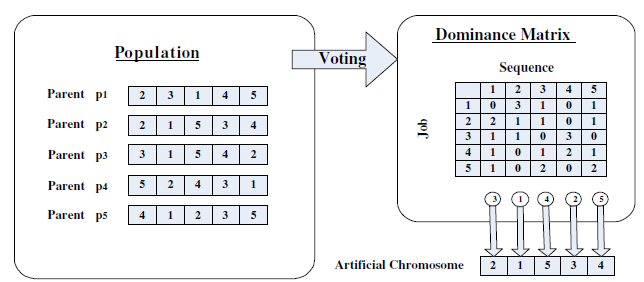 Population
Parent p1 2 3 1 4 5
Parent p2 2 1 5 3 4
Parent p3 3 1 5 4 2
Parent p4 5 2 4 3 1
Parent p5 4 1 2 3 5
Voting
Dominance Matrix
Sequence
Job
1 2 3 4 5
1 0 3 1 0 1
2 2 1 1 0 1
3 1 1 0 3 0
4 1 0 1 2 1
5 1 0 2 0 2
3 1 4 2 5
Artificial Chromosome 2 1 5 3 4